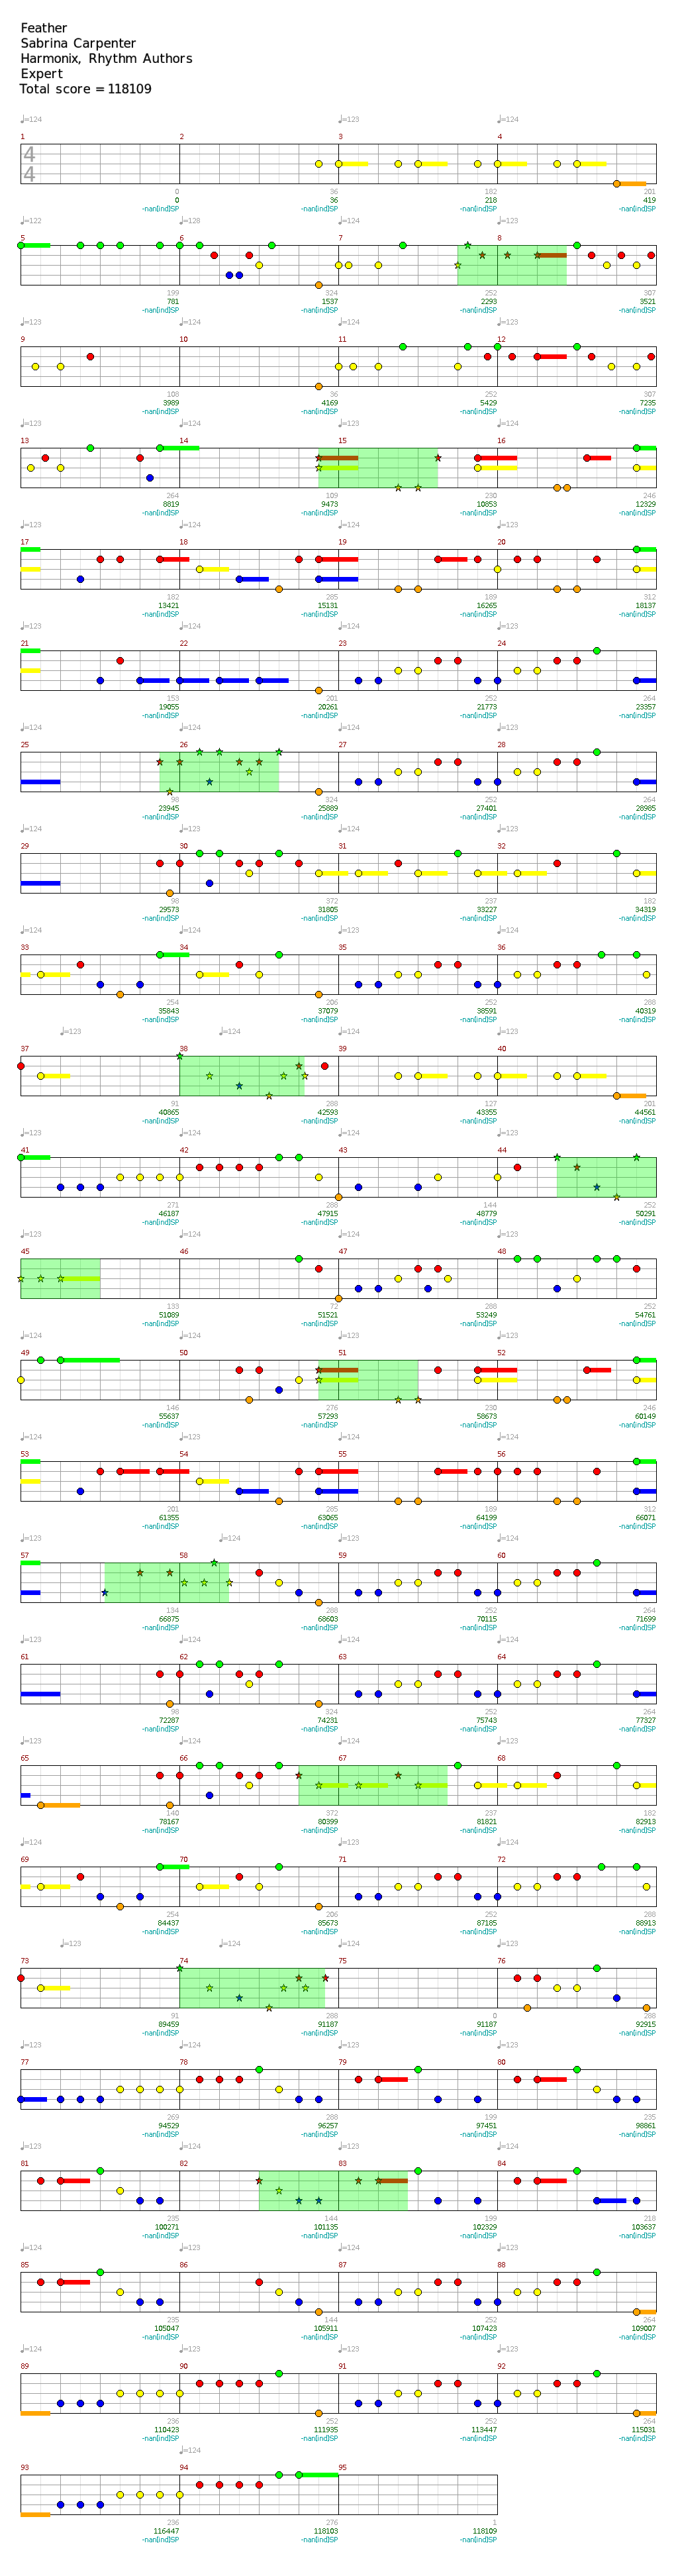 Feather
Sabrina Carpenter
Harmonix, Rhythm Authors
Expert
Total score = 118109
♩=124 ♩=123 ♩=124
1 2 3 4
4
4
0 36 182 201
0 36 218 419
-nan[ind]SP -nan[ind]SP -nan[ind]SP -nan[ind]SP
♩=122 ♩=128 ♩=124 ♩=123
5 6 7 8
199 324 252 307
781 1537 2293 3521
-nan[ind]SP -nan[ind]SP -nan[ind]SP -nan[ind]SP
♩=123 ♩=124
9 10 11 12
108 36 252 307
3989 4169 5429 7235
-nan[ind]SP -nan[ind]SP -nan[ind]SP -nan[ind]SP
♩=123 ♩=124 ♩=123
13 14 15 16
264 109 230 246
8819 9473 10853 12329
-nan[ind]SP -nan[ind]SP -nan[ind]SP -nan[ind]SP
♩=123 ♩=124 ♩=123
17 18 19 20
182 285 189 312
13421 15131 16265 18137
-nan[ind]SP -nan[ind]SP -nan[ind]SP -nan[ind]SP
♩=123 ♩=124 ♩=123
21 22 23 24
153 201 252 264
19055 20261 21773 23357
-nan[ind]SP -nan[ind]SP -nan[ind]SP -nan[ind]SP
♩=124 ♩=123 ♩=124 ♩=123
25 26 27 28
98 324 252 264
23945 25889 27401 28985
-nan[ind]SP -nan[ind]SP -nan[ind]SP -nan[ind]SP
♩=124 ♩=123 ♩=124 ♩=123
29 30 31 32
98 372 237 182
29573 31805 33227 34319
-nan[ind]SP -nan[ind]SP -nan[ind]SP -nan[ind]SP
♩=124 ♩=123 ♩=124
33 34 35 36
254 206 252 288
35843 37079 38591 40319
-nan[ind]SP -nan[ind]SP -nan[ind]SP -nan[ind]SP
♩=123 ♩=124 ♩=124 ♩=123
37 38 39 40
91 288 127 201
40865 42593 43355 44561
-nan[ind]SP -nan[ind]SP -nan[ind]SP -nan[ind]SP
♩=123 ♩=124 ♩=123
41 42 43 44
271 288 144 252
46187 47915 48779 50291
-nan[ind]SP -nan[ind]SP -nan[ind]SP -nan[ind]SP
♩=123 ♩=124 ♩=123
45 46 47 48
133 72 288 252
51089 51521 53249 54761
-nan[ind]SP -nan[ind]SP -nan[ind]SP -nan[ind]SP
♩=124 ♩=123 ♩=124
49 50 51 52
146 276 230 246
55637 57293 58673 60149
-nan[ind]SP -nan[ind]SP -nan[ind]SP -nan[ind]SP
♩=124 ♩=123 ♩=124
53 54 55 56
201 285 189 312
61355 63065 64199 66071
-nan[ind]SP -nan[ind]SP -nan[ind]SP -nan[ind]SP
♩=123 ♩=124 ♩=123 ♩=124
57 58 59 60
134 288 252 264
66875 68603 70115 71699
-nan[ind]SP -nan[ind]SP -nan[ind]SP -nan[ind]SP
♩=123 ♩=124 ♩=123 ♩=124
61 62 63 64
98 324 252 264
72287 74231 75743 77327
-nan[ind]SP -nan[ind]SP -nan[ind]SP -nan[ind]SP
♩=123 ♩=124 ♩=123 ♩=124
65 66 67 68
140 372 237 182
78167 80399 81821 82913
-nan[ind]SP -nan[ind]SP -nan[ind]SP -nan[ind]SP
♩=124 ♩=123 ♩=124
69 70 71 72
254 206 252 288
84437 85673 87185 88913
-nan[ind]SP -nan[ind]SP -nan[ind]SP -nan[ind]SP
♩=123 ♩=124 ♩=123
73 74 75 76
91 288 0 288
89459 91187 91187 92915
-nan[ind]SP -nan[ind]SP -nan[ind]SP -nan[ind]SP
♩=123 ♩=124 ♩=123
77 78 79 80
269 288 199 235
94529 96257 97451 98861
-nan[ind]SP -nan[ind]SP -nan[ind]SP -nan[ind]SP
♩=123 ♩=124
81 82 83 84
235 144 199 218
100271 101135 102329 103637
-nan[ind]SP -nan[ind]SP -nan[ind]SP -nan[ind]SP
♩=124 ♩=123 ♩=124
85 86 87 88
235 144 252 264
105047 105911 107423 109007
-nan[ind]SP -nan[ind]SP -nan[ind]SP -nan[ind]SP
♩=124 ♩=123 ♩=124 ♩=123
89 90 91 92
236 252 252 264
110423 111935 113447 115031
-nan[ind]SP -nan[ind]SP -nan[ind]SP -nan[ind]SP
♩=124
93 94 95
236 276 1
116447 118103 118109
-nan[ind]SP -nan[ind]SP -nan[ind]SP